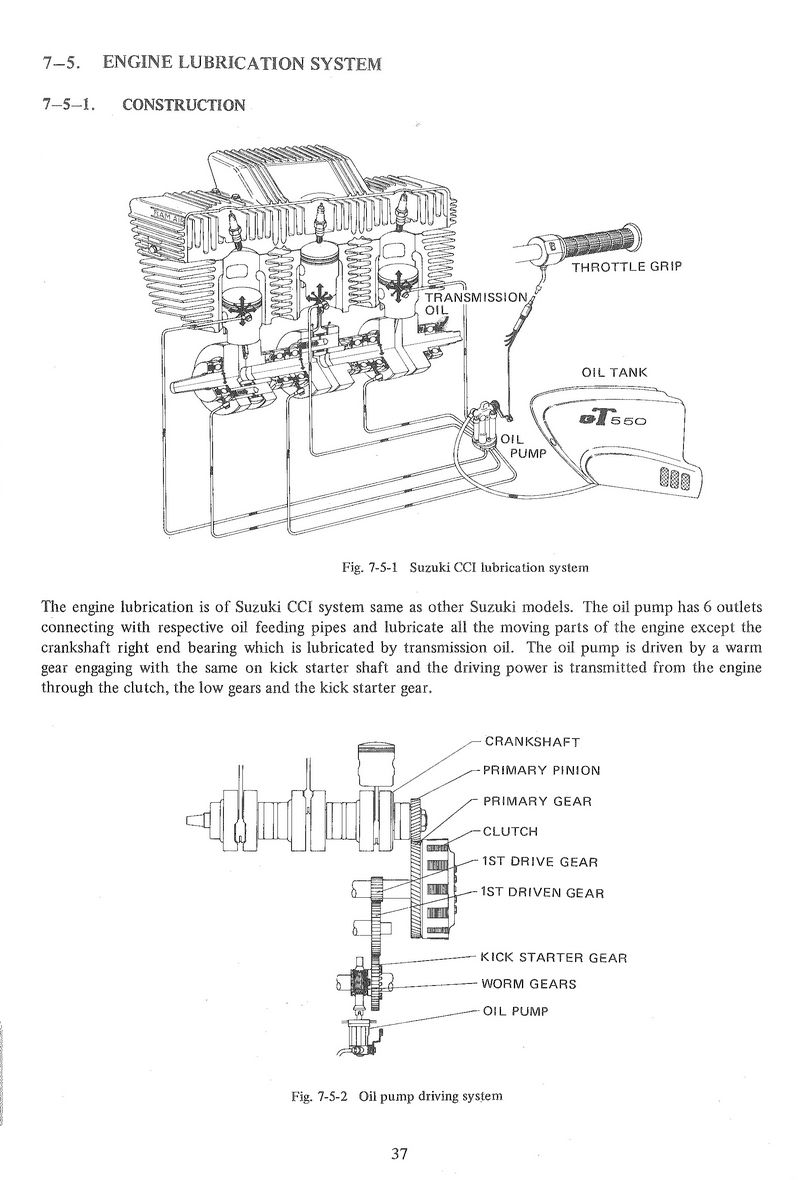 7–5. ENGINE LUBRICATION SYSTEM
7–5–1. CONSTRUCTION
RAM AIR
THROTTLE GRIP
TRANSMISSION
OIL
OIL TANK
GT550
OIL
PUMP
Fig. 7-5-1 Suzuki CCI lubrication system
The engine lubrication is of Suzuki CCI system same as other Suzuki models. The oil pump has 6 outlets
connecting with respective oil feeding pipes and lubricate all the moving parts of the engine except the
crankshaft right end bearing which is lubricated by transmission oil. The oil pump is driven by a warm
gear engaging with the same on kick starter shaft and the driving power is transmitted from the engine
through the clutch, the low gears and the kick starter gear.
CRANKSHAFT
PRIMARY PINION
PRIMARY GEAR
CLUTCH
1ST DRIVE GEAR
1ST DRIVEN GEAR
KICK STARTER GEAR
WORM GEARS
OIL PUMP
Fig. 7-5-2 Oil pump driving system
37